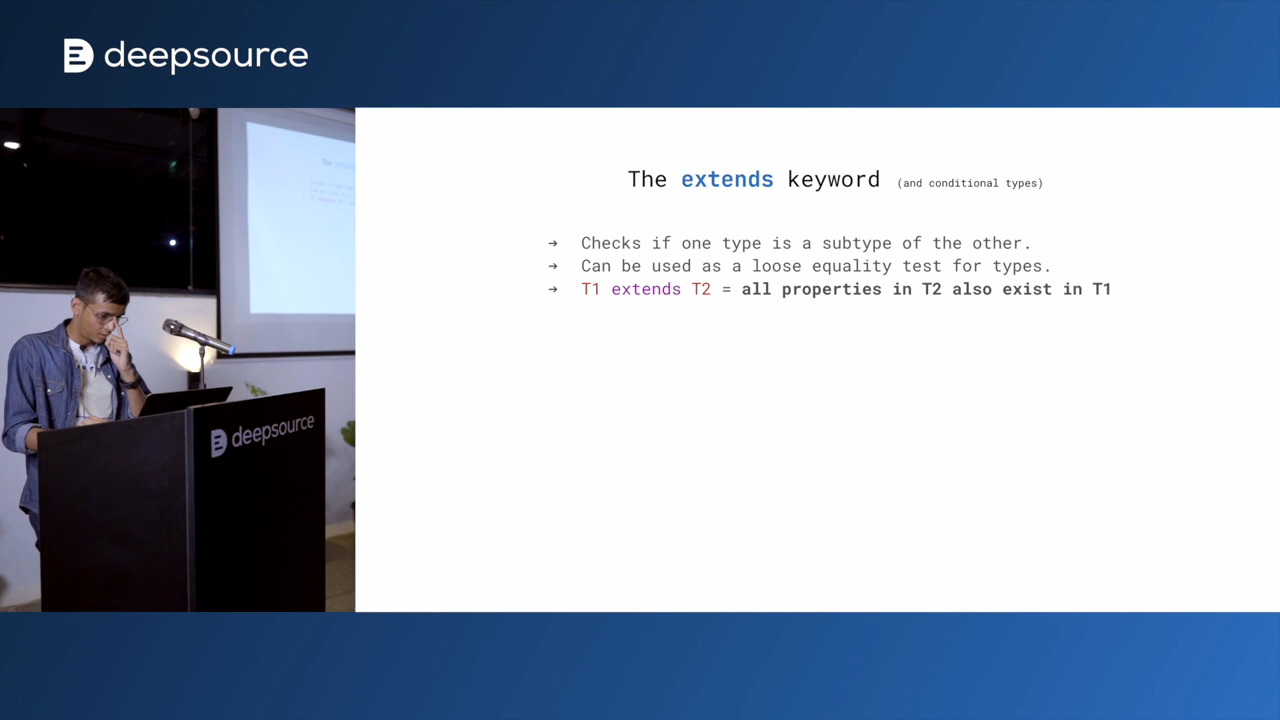 deepsource
The extends keyword (and conditional types)
➔ Checks if one type is a subtype of the other.
➔ Can be used as a loose equality test for types.
➔ T1 extends T2 = all properties in T2 also exist in T1
deepsource